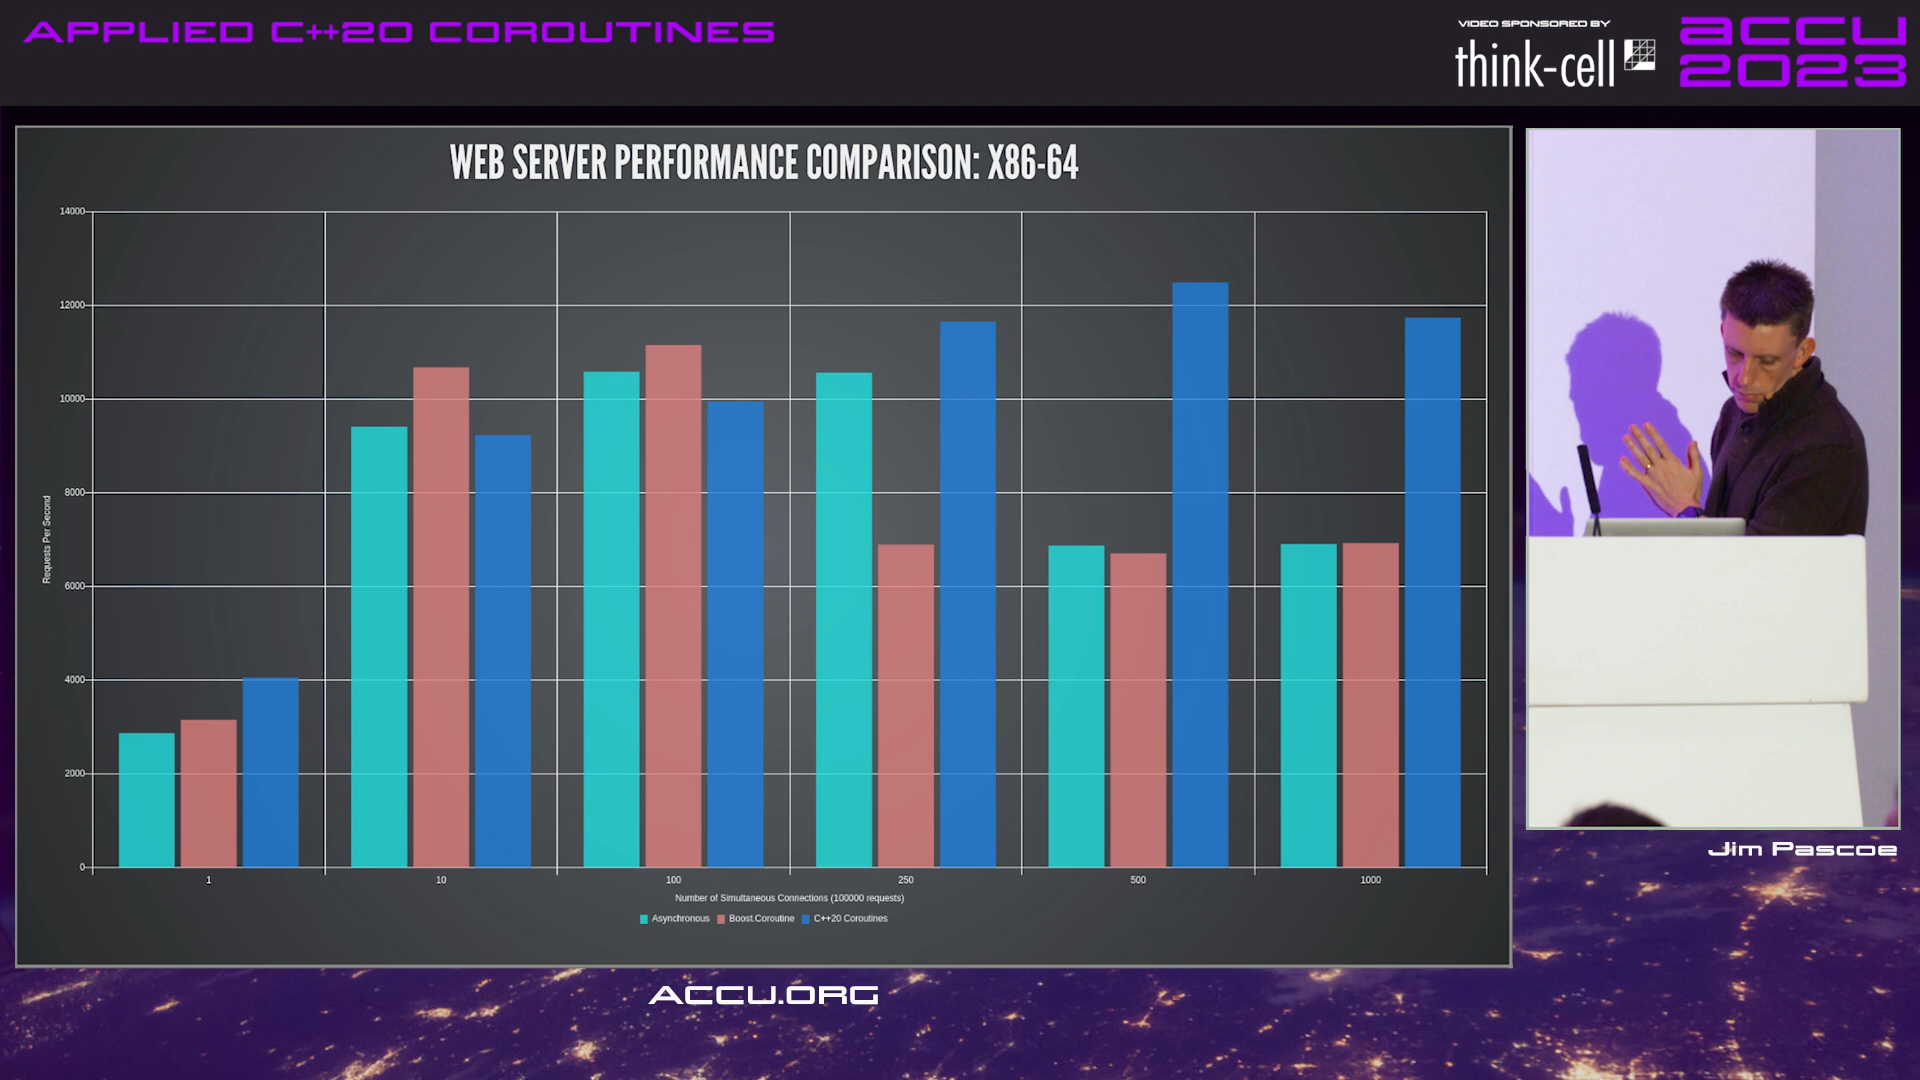 APPLIED C++20 COROUTINES
VIDEO SPONSORED BY
think-cell
accu
2023
WEB SERVER PERFORMANCE COMPARISON: X86-64
14000
12000
10000
8000
6000
4000
2000
0
Requests Per Second
1
10
100
250
500
1000
Number of Simultaneous Connections (100000 requests)
Asynchronous
Boost.Coroutine
C++20 Coroutines
Jim Pascoe
ACCU.ORG